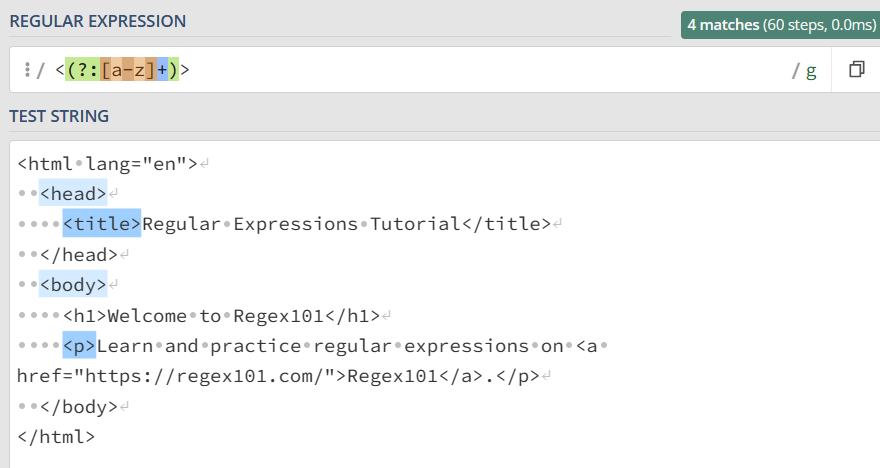 REGULAR EXPRESSION
4 matches (60 steps, 0.0ms)
/ <(?:[a-z]+)> / g
TEST STRING
<html lang="en">
  <head>
    <title>Regular Expressions Tutorial</title>
  </head>
  <body>
    <h1>Welcome to Regex101</h1>
    <p>Learn and practice regular expressions on <a 
href="https://regex101.com/">Regex101</a>.</p>
  </body>
</html>